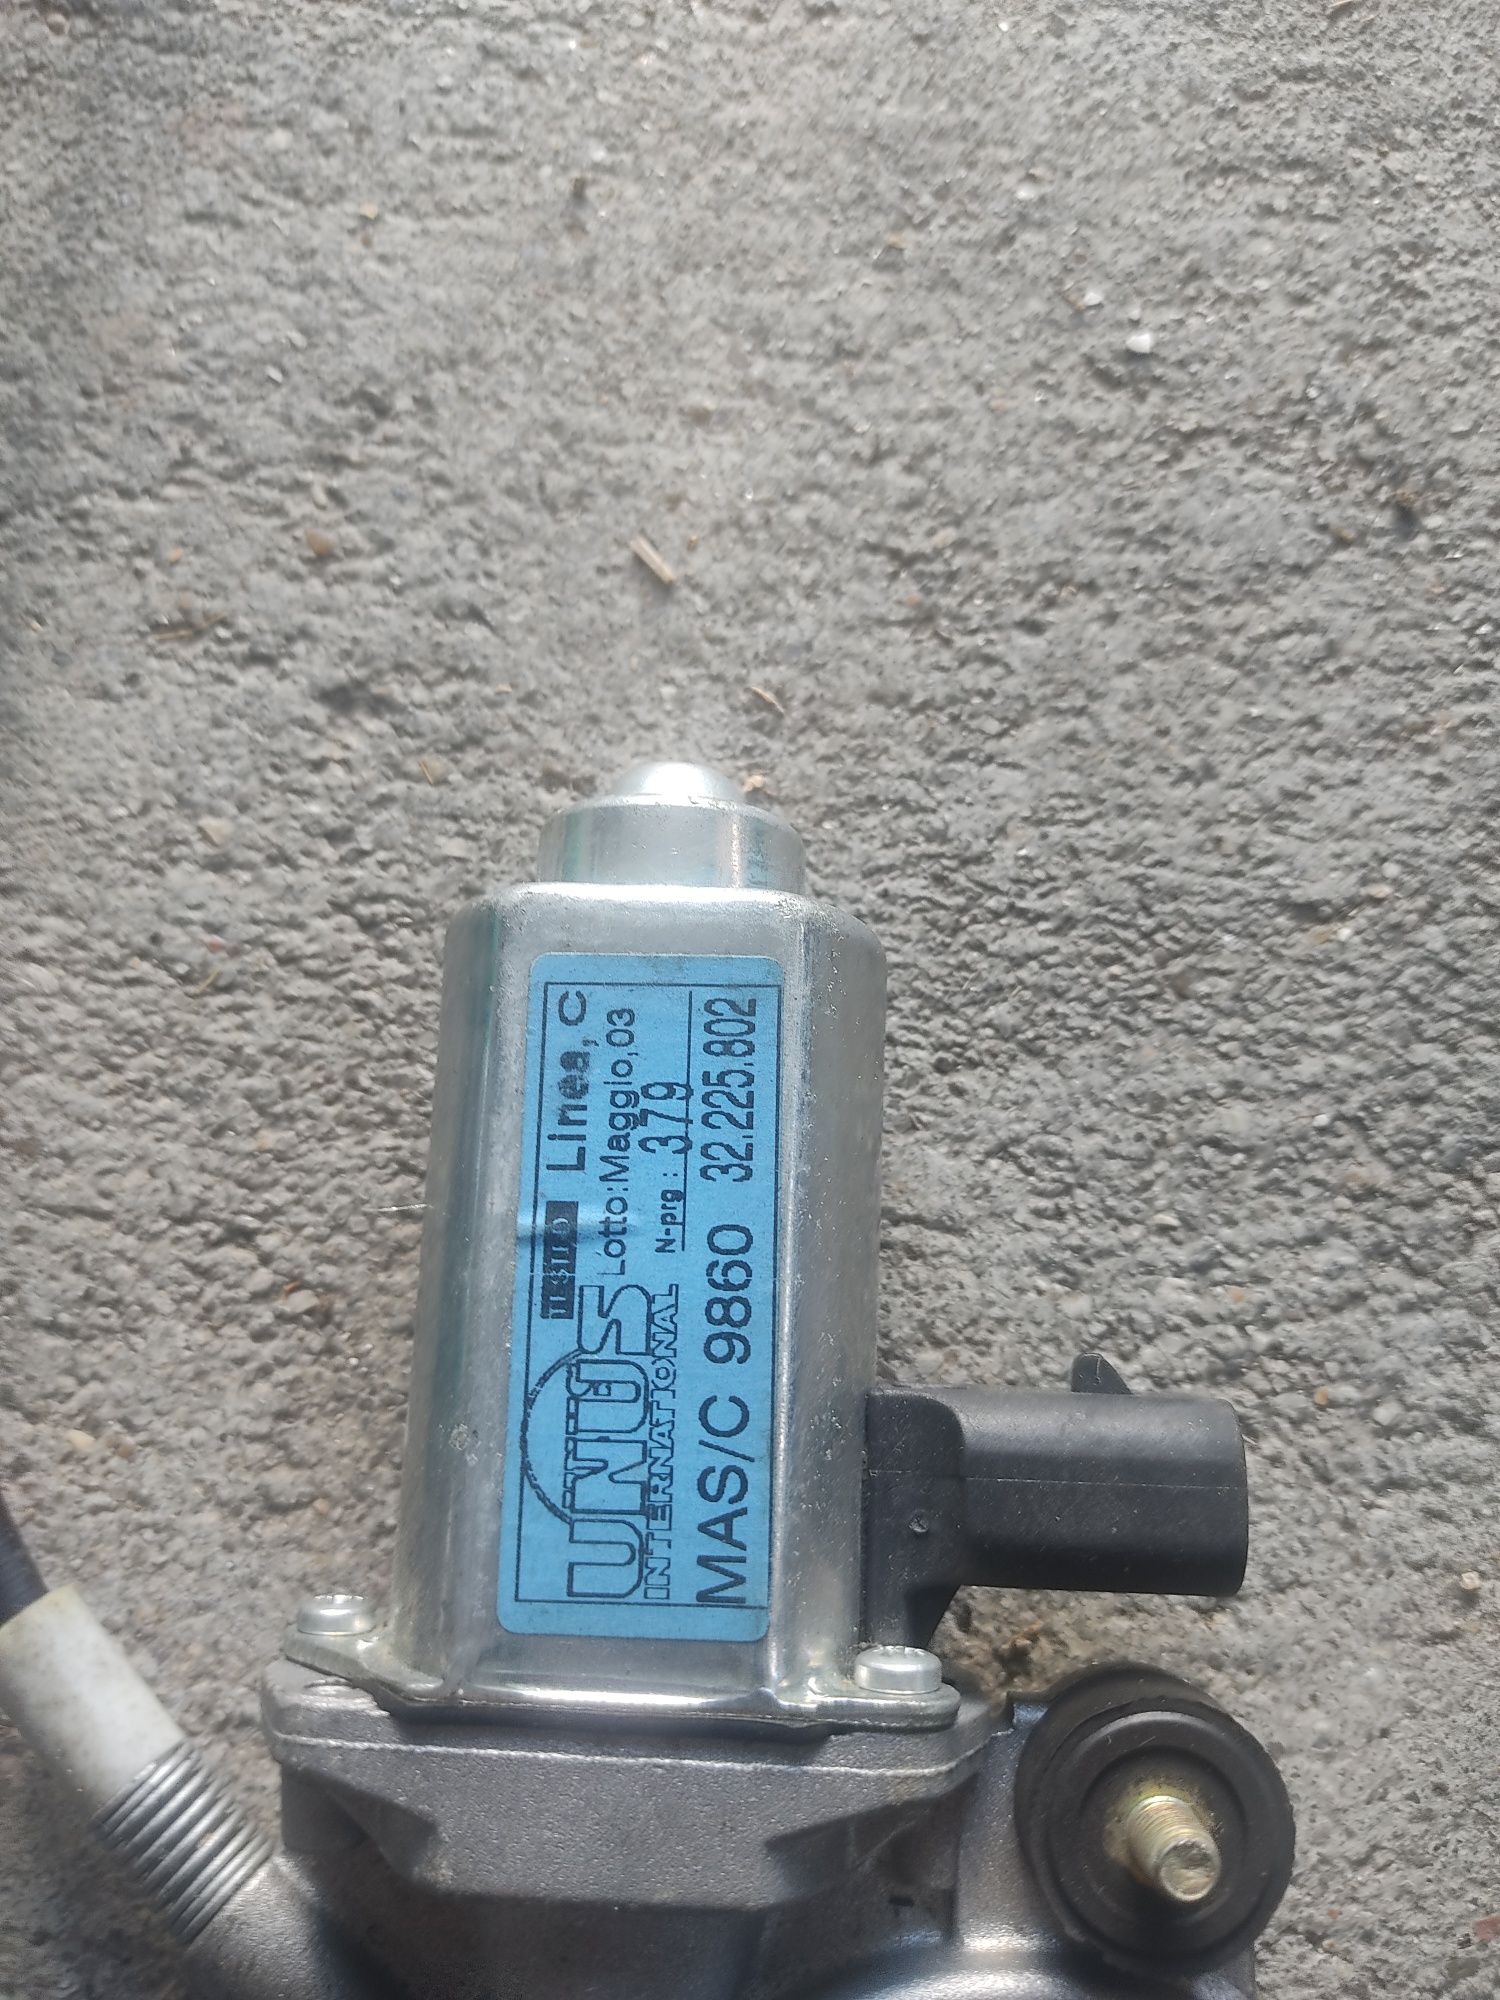 Linea, C
Lotto:Maggio,03
UNUS
INTERNATIONAL
N-prg : 379
MAS/C 9860 32.225.802